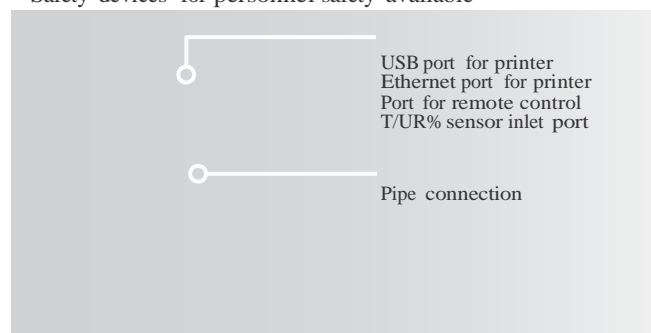 Safety devices for personnel safety available
USB port for printer
Ethernet port for printer
Port for remote control
T/UR% sensor inlet port
Pipe connection